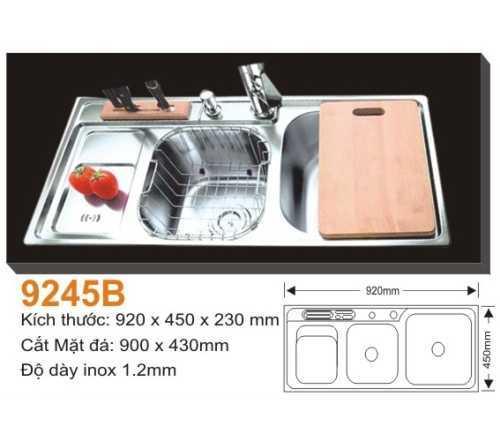 9245B
Kích thước: 920 x 450 x 230 mm
Cắt Mặt đá: 900 x 430mm
Độ dày inox 1.2mm
920mm
450mm